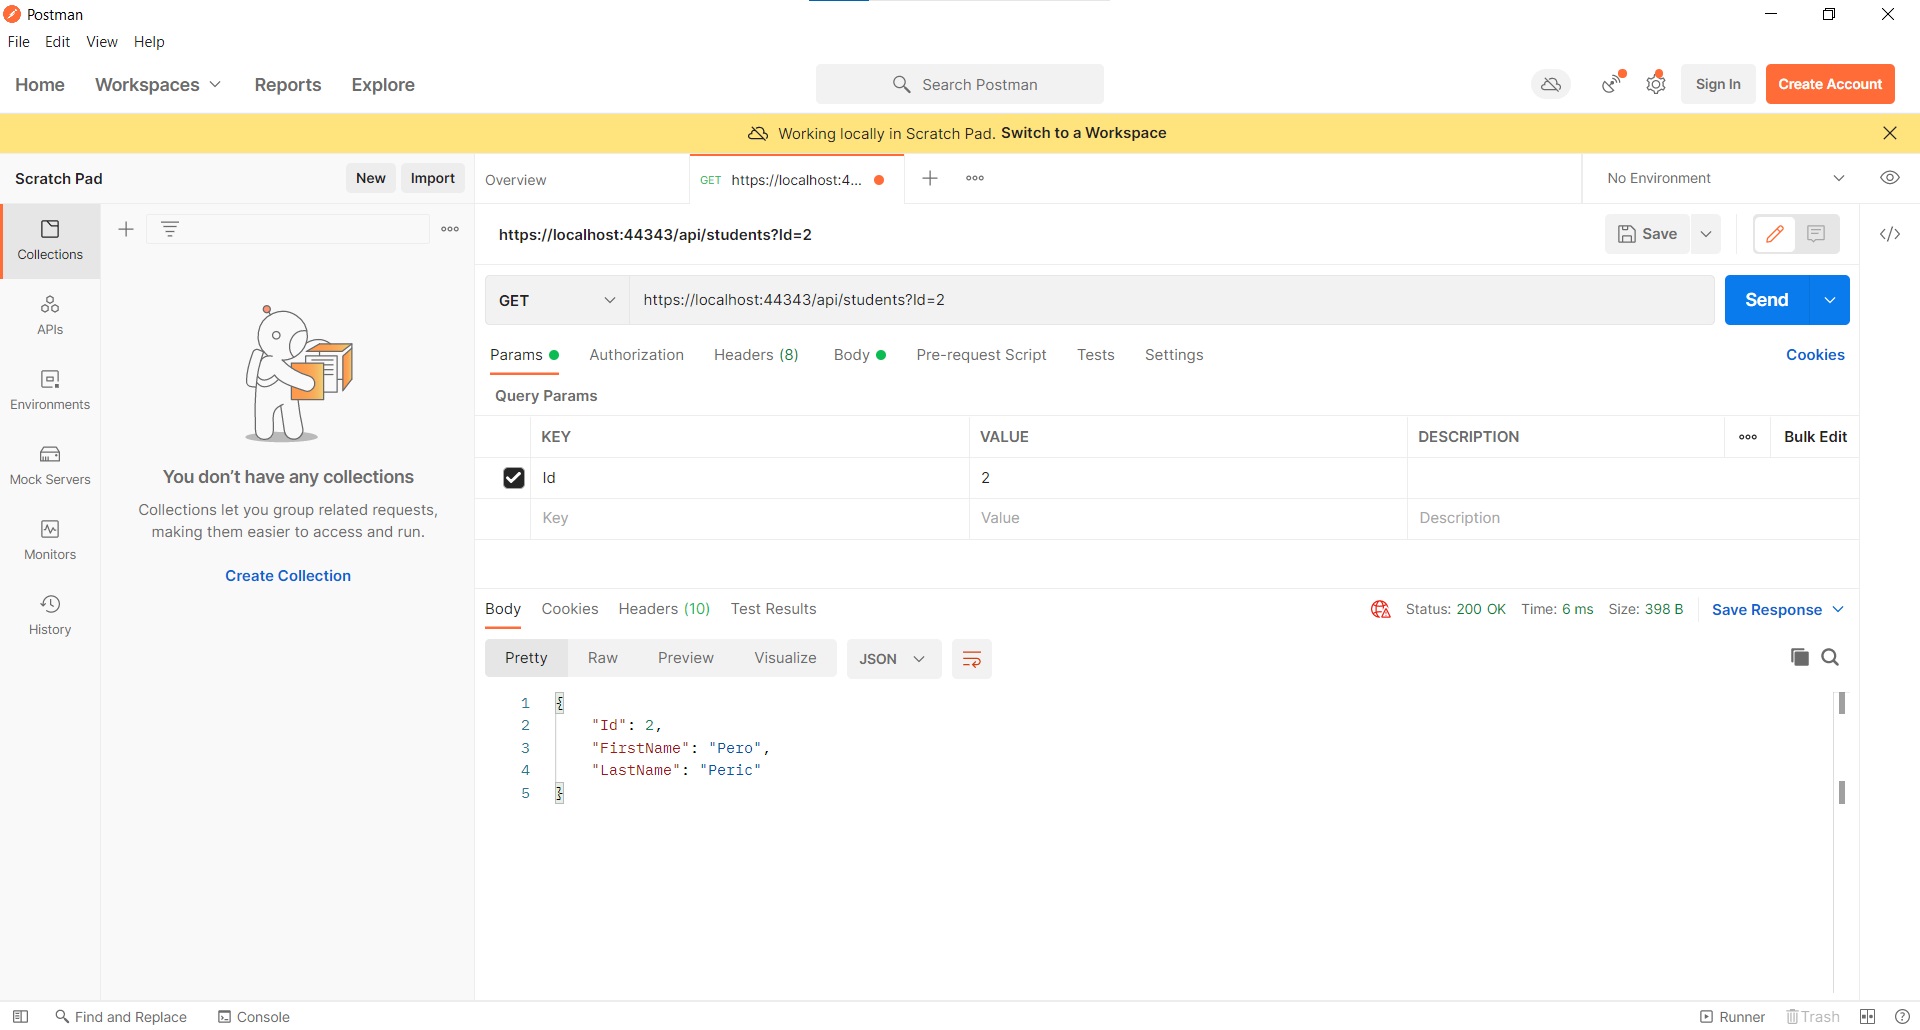 Postman
File Edit View Help
Home Workspaces Reports Explore
Search Postman
Sign In
Create Account
Working locally in Scratch Pad. Switch to a Workspace
Scratch Pad
New Import
Overview
GET https://localhost:4...
No Environment
Collections
APIs
Environments
Mock Servers
Monitors
History
You don't have any collections
Collections let you group related requests,
making them easier to access and run.
Create Collection
https://localhost:44343/api/students?Id=2
Save
GET
https://localhost:44343/api/students?Id=2
Send
Params Authorization Headers (8) Body Pre-request Script Tests Settings
Cookies
Query Params
KEY VALUE DESCRIPTION
Bulk Edit
Id 2
Key Value Description
Body Cookies Headers (10) Test Results
Status: 200 OK Time: 6 ms Size: 398 B
Save Response
Pretty Raw Preview Visualize
JSON
1 {
2 "Id": 2,
3 "FirstName": "Pero",
4 "LastName": "Peric"
5 }
Find and Replace
Console
Runner
Trash